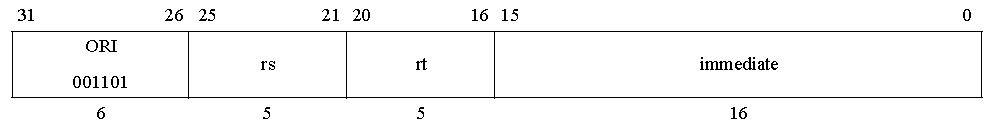 31 26 25 21 20 16 15 0
ORI
001101
rs
rt
immediate
6 5 5 16